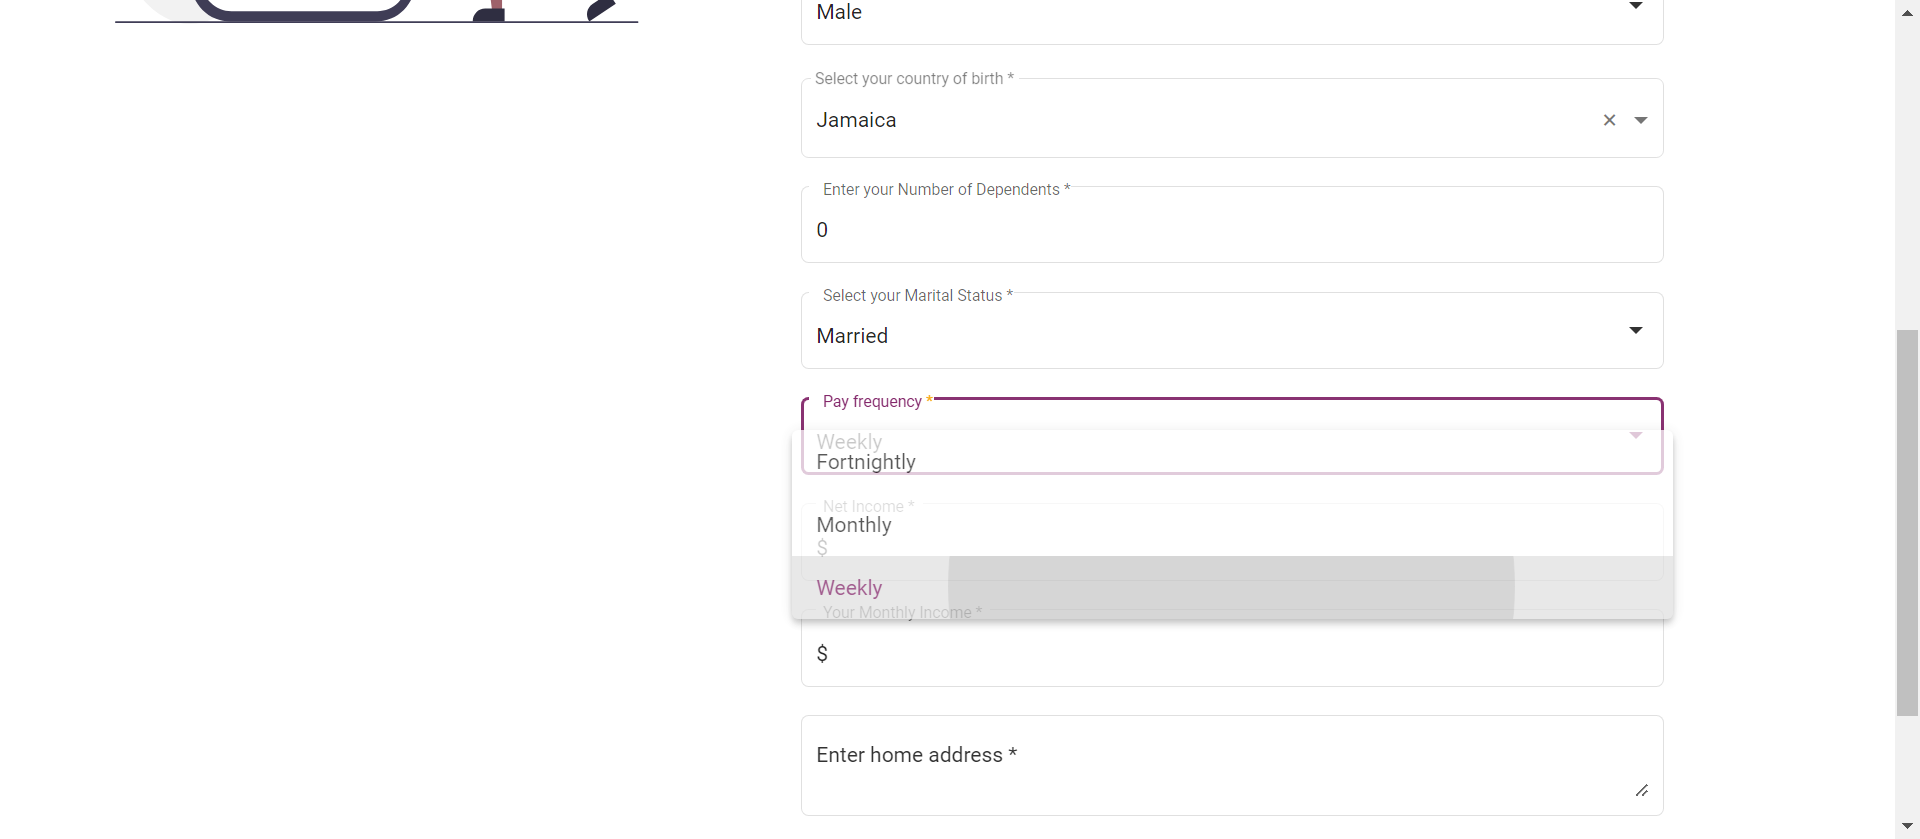 Male
Select your country of birth *
Jamaica
Enter your Number of Dependents *
0
Select your Marital Status *
Married
Pay frequency *
Weekly
Fortnightly
Net Income *
Monthly
$
Weekly
Your Monthly Income *
$
Enter home address *